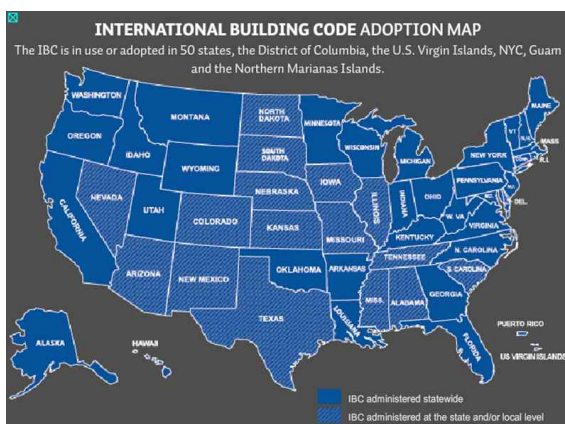 INTERNATIONAL BUILDING CODE ADOPTION MAP
The IBC is in use or adopted in 50 states, the District of Columbia, the U.S. Virgin Islands, NYC, Guam
and the Northern Marianas Islands.
WASHINGTON
OREGON
CALIFORNIA
NEVADA
IDAHO
MONTANA
WYOMING
UTAH
ARIZONA
COLORADO
NEW MEXICO
NORTH
DAKOTA
SOUTH
DAKOTA
NEBRASKA
KANSAS
OKLAHOMA
TEXAS
MINNESOTA
IOWA
MISSOURI
ARKANSAS
LOUISIANA
WISCONSIN
ILLINOIS
MICHIGAN
INDIANA
OHIO
KENTUCKY
TENNESSEE
MISS.
ALABAMA
GEORGIA
FLORIDA
S. CAROLINA
N. CAROLINA
VIRGINIA
W. VA
PENNSYLVANIA
NEW YORK
VT
N.H.
MAINE
MASS
R.I.
DEL.
ALASKA
HAWAII
PUERTO RICO
US VIRGIN ISLANDS
IBC administered statewide
IBC administered at the state and/or local level